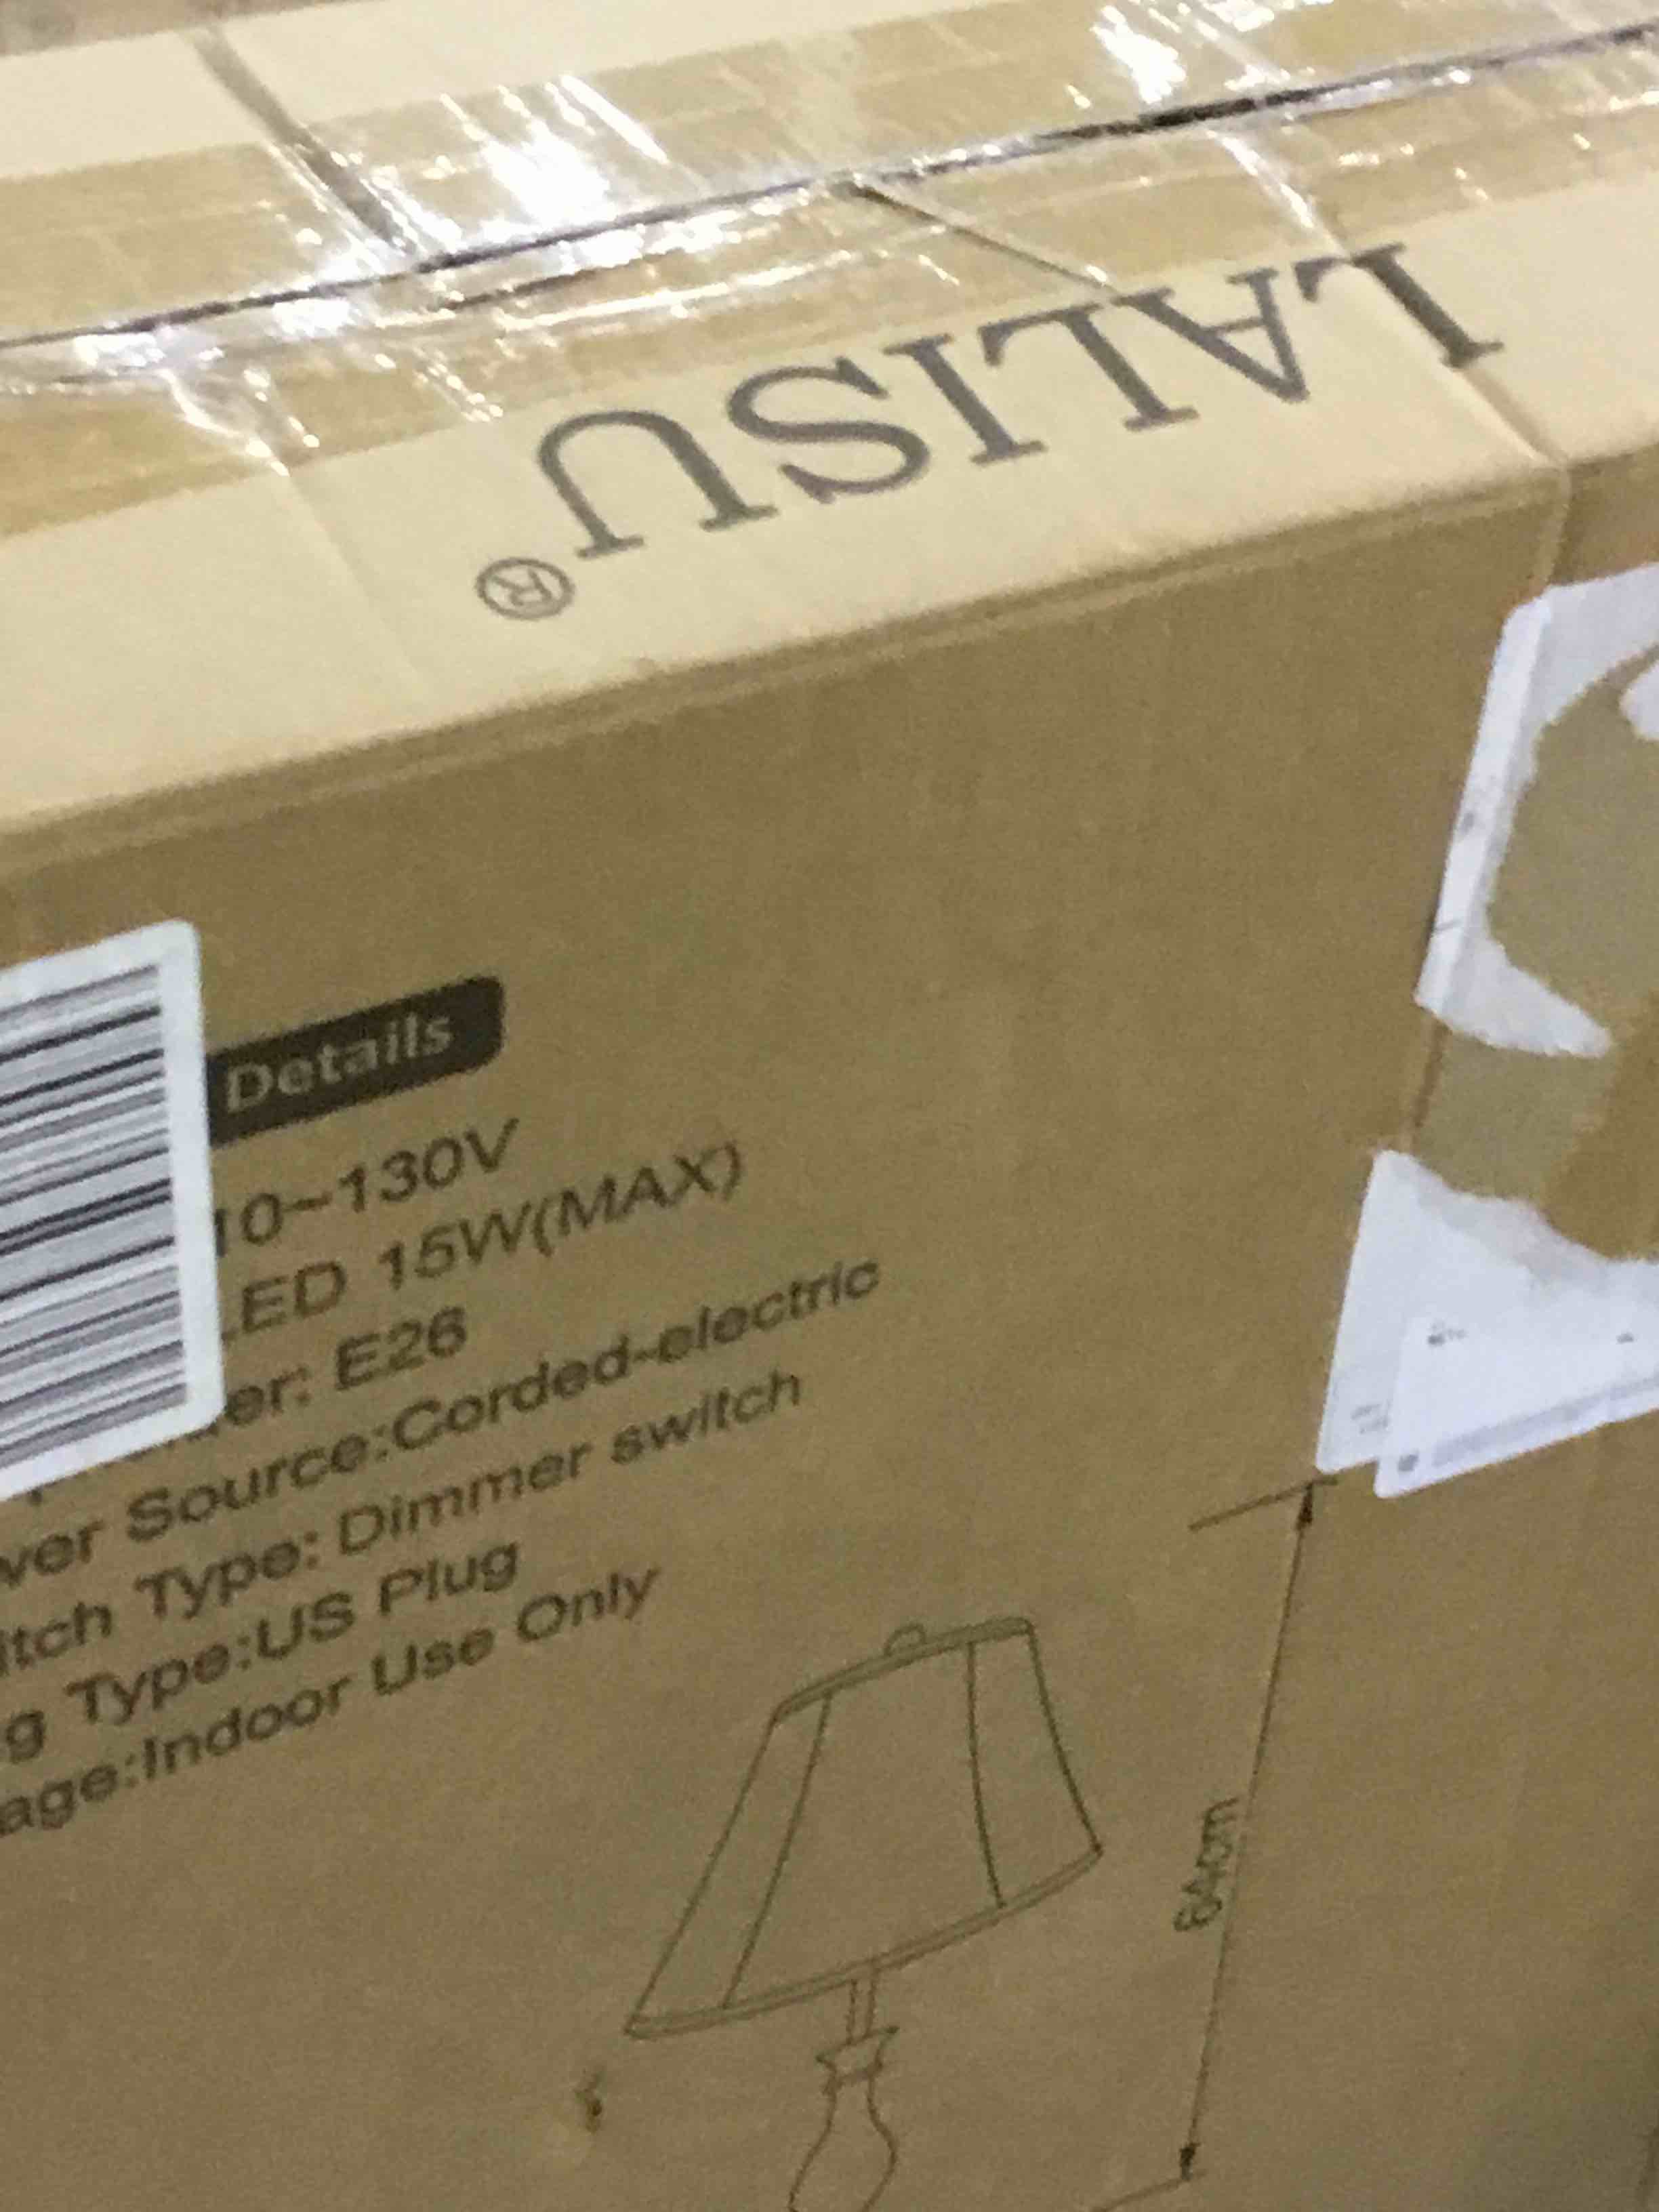 LALISU®
Details
10~130V
LED 15W(MAX)
er: E26
wer Source:Corded-electric
itch Type: Dimmer switch
g Type:US Plug
age:Indoor Use Only
64cm